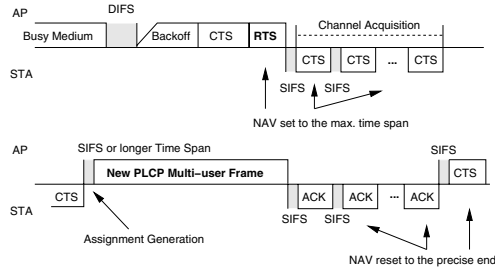 AP
DIFS
Channel Acquisition
Busy Medium
Backoff
CTS
RTS
CTS
CTS
...
CTS
STA
SIFS
SIFS
NAV set to the max. time span
AP
SIFS or longer Time Span
SIFS
New PLCP Multi-user Frame
CTS
CTS
ACK
ACK
...
ACK
STA
SIFS
SIFS
Assignment Generation
NAV reset to the precise end